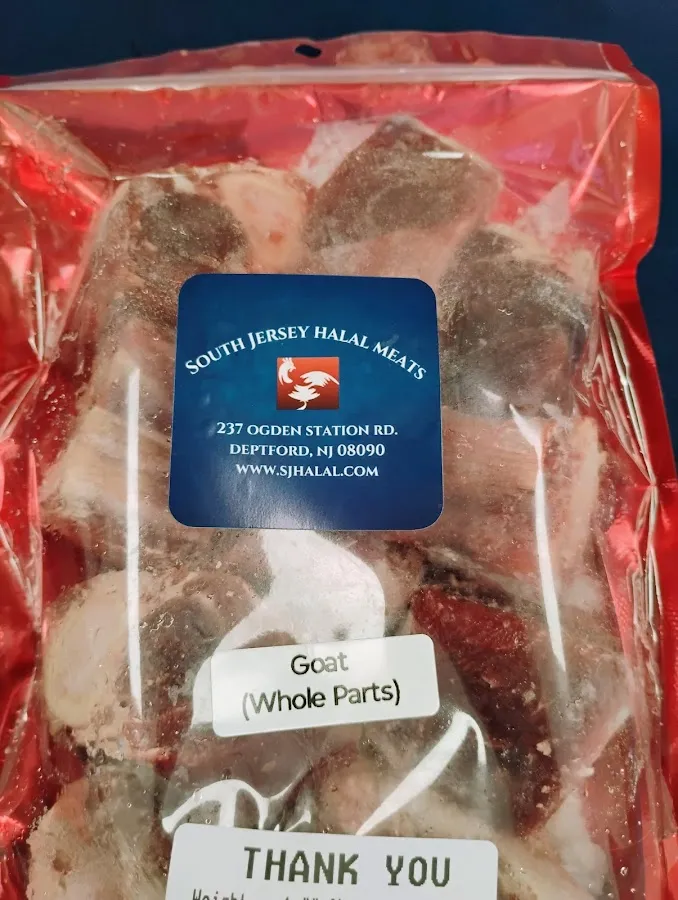 SOUTH JERSEY HALAL MEATS
237 OGDEN STATION RD.
DEPTFORD, NJ 08090
WWW.SJHALAL.COM
Goat
(Whole Parts)
THANK YOU